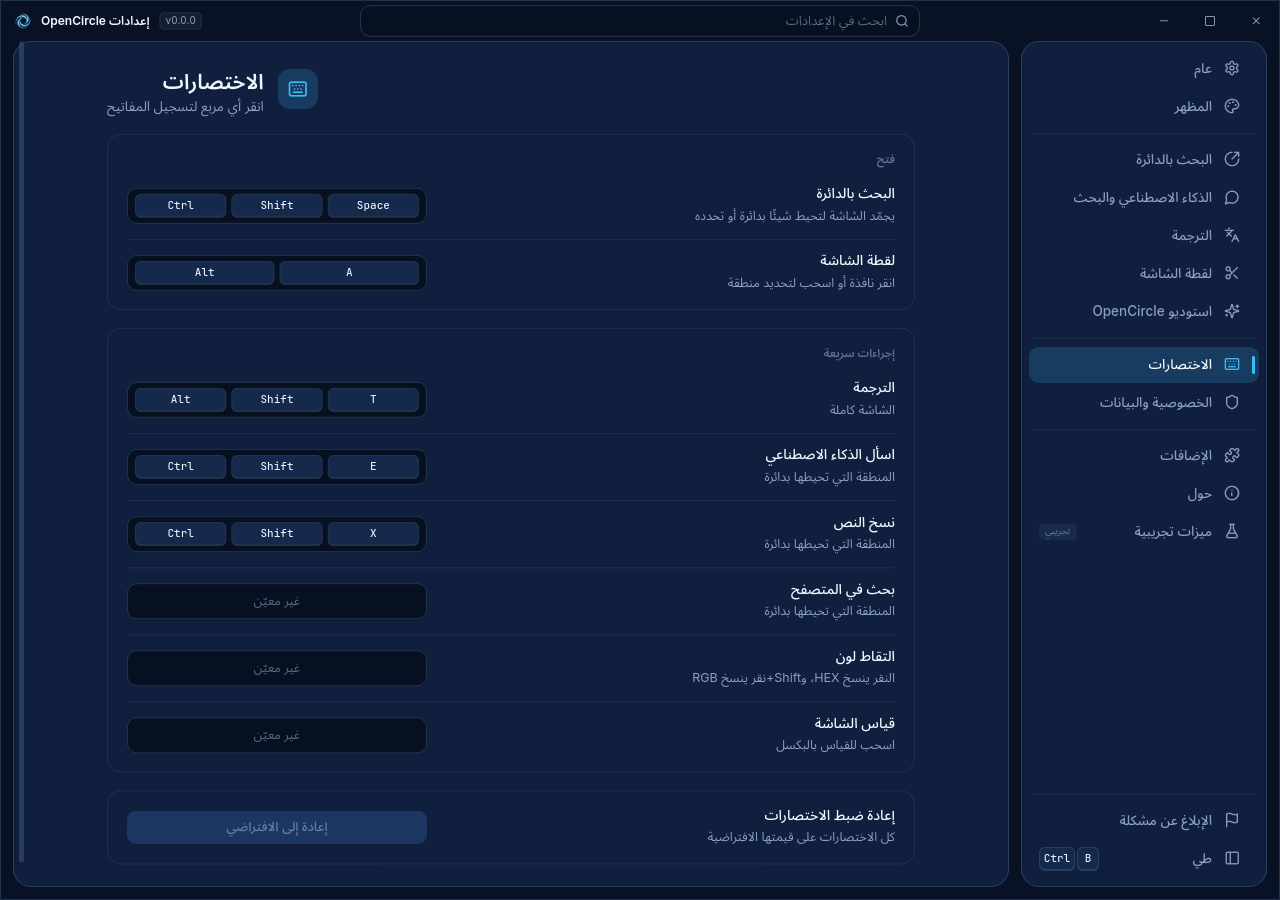 إعدادات OpenCircle
v0.0.0
ابحث في الإعدادات
عام
المظهر
البحث بالدائرة
الذكاء الاصطناعي والبحث
الترجمة
لقطة الشاشة
استوديو OpenCircle
الاختصارات
الخصوصية والبيانات
الإضافات
حول
ميزات تجريبية
تجريبي
الإبلاغ عن مشكلة
طي
Ctrl B
الاختصارات
انقر أي مربع لتسجيل المفاتيح
فتح
البحث بالدائرة
يجمّد الشاشة لتحيط شيئًا بدائرة أو تحدده
Ctrl Shift Space
لقطة الشاشة
انقر نافذة أو اسحب لتحديد منطقة
Alt A
إجراءات سريعة
الترجمة
الشاشة كاملة
Alt Shift T
اسأل الذكاء الاصطناعي
المنطقة التي تحيطها بدائرة
Ctrl Shift E
نسخ النص
المنطقة التي تحيطها بدائرة
Ctrl Shift X
بحث في المتصفح
المنطقة التي تحيطها بدائرة
غير معيّن
التقاط لون
النقر ينسخ HEX، وShift+نقر ينسخ RGB
غير معيّن
قياس الشاشة
اسحب للقياس بالبكسل
غير معيّن
إعادة ضبط الاختصارات
كل الاختصارات على قيمتها الافتراضية
إعادة إلى الافتراضي